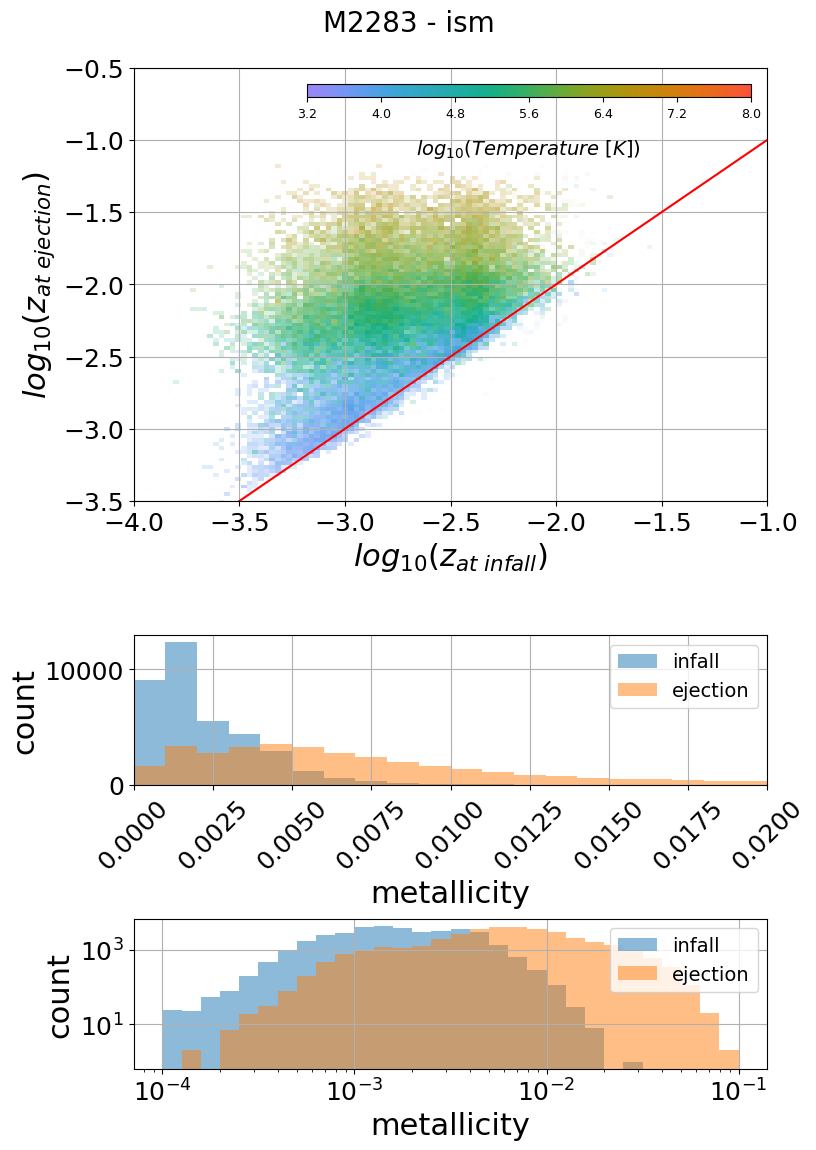 M2283 - ism
−0.5
−1.0
−1.5
−2.0
−2.5
−3.0
−3.5
log10(z at ejection)
3.2 4.0 4.8 5.6 6.4 7.2 8.0
log10(Temperature [K])
−4.0 −3.5 −3.0 −2.5 −2.0 −1.5 −1.0
log10(z at infall)
10000
0
count
infall
ejection
0.0000 0.0025 0.0050 0.0075 0.0100 0.0125 0.0150 0.0175 0.0200
metallicity
10^3
10^1
count
infall
ejection
10^−4 10^−3 10^−2 10^−1
metallicity